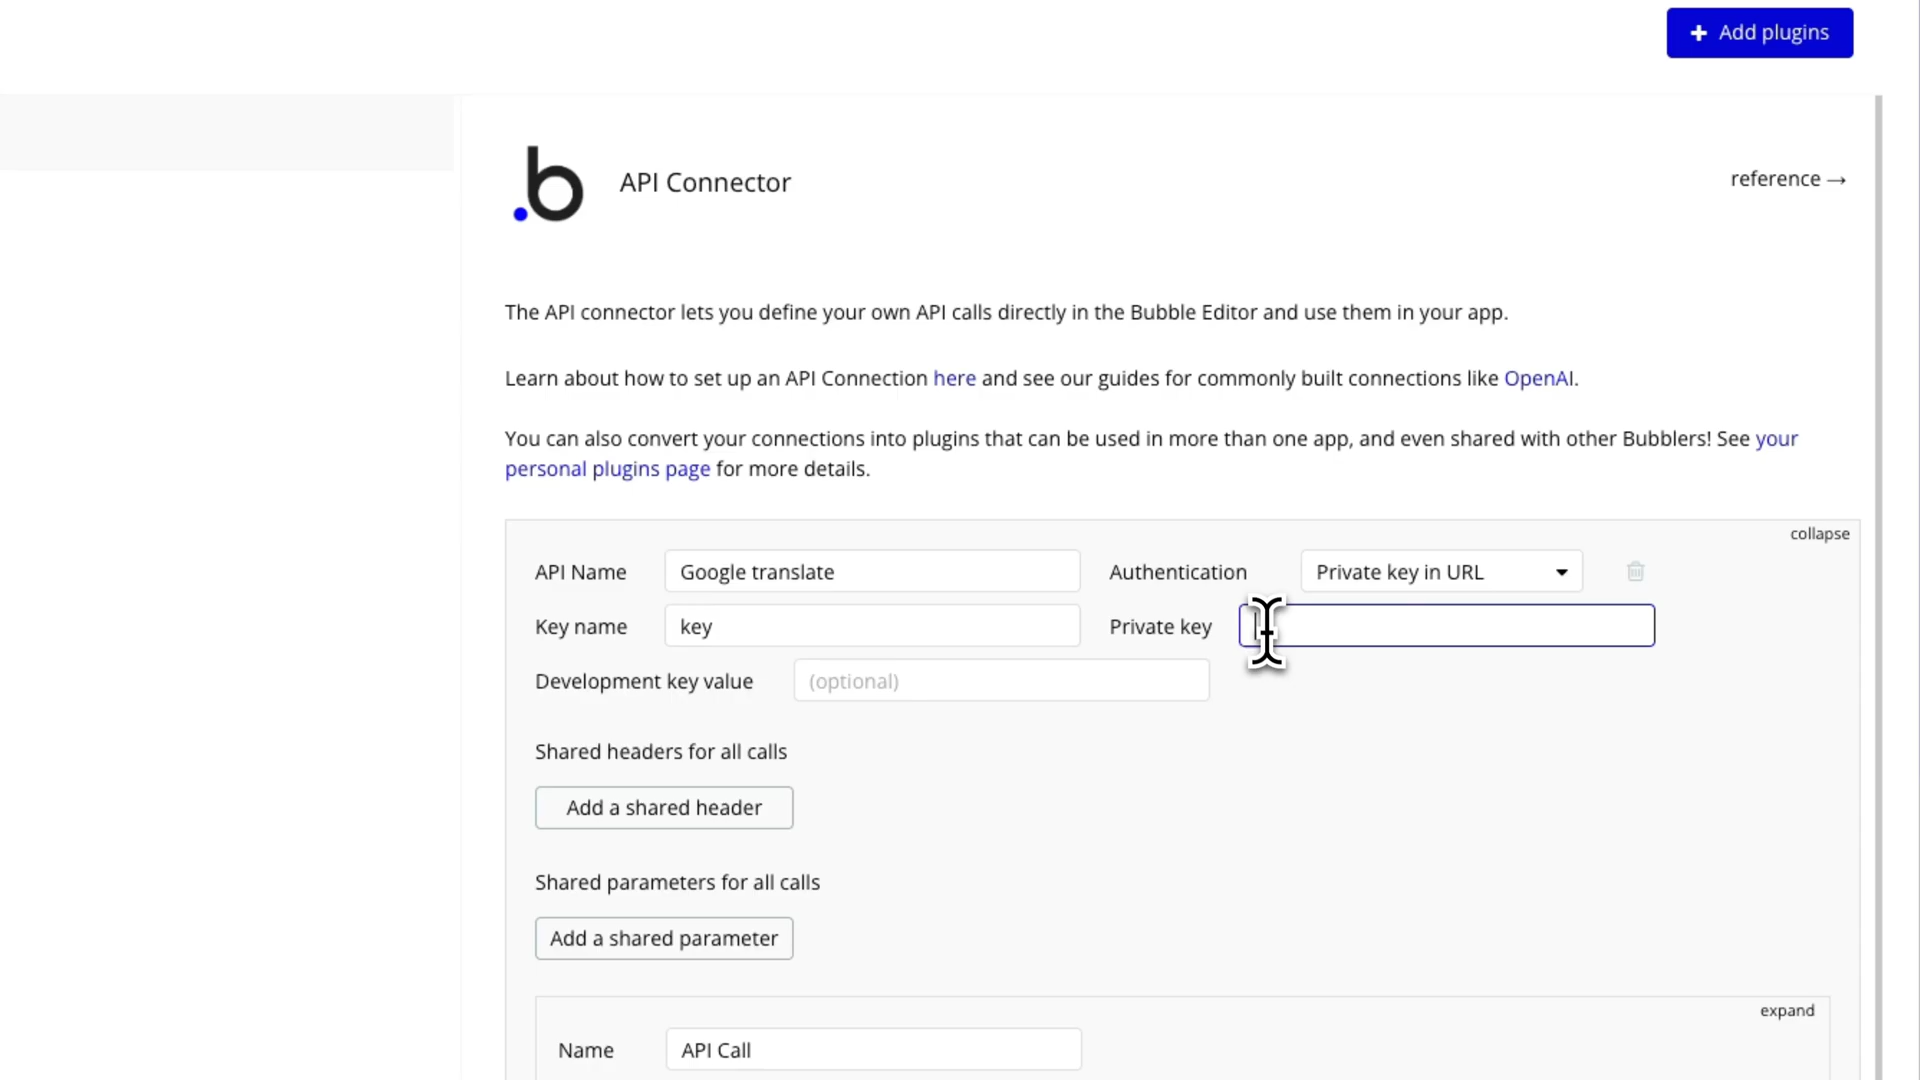 + Add plugins
.b API Connector reference →
The API connector lets you define your own API calls directly in the Bubble Editor and use them in your app.
Learn about how to set up an API Connection here and see our guides for commonly built connections like OpenAI.
You can also convert your connections into plugins that can be used in more than one app, and even shared with other Bubblers! See your
personal plugins page for more details.
collapse
API Name Google translate Authentication Private key in URL
Key name key Private key
Development key value (optional)
Shared headers for all calls
Add a shared header
Shared parameters for all calls
Add a shared parameter
expand
Name API Call